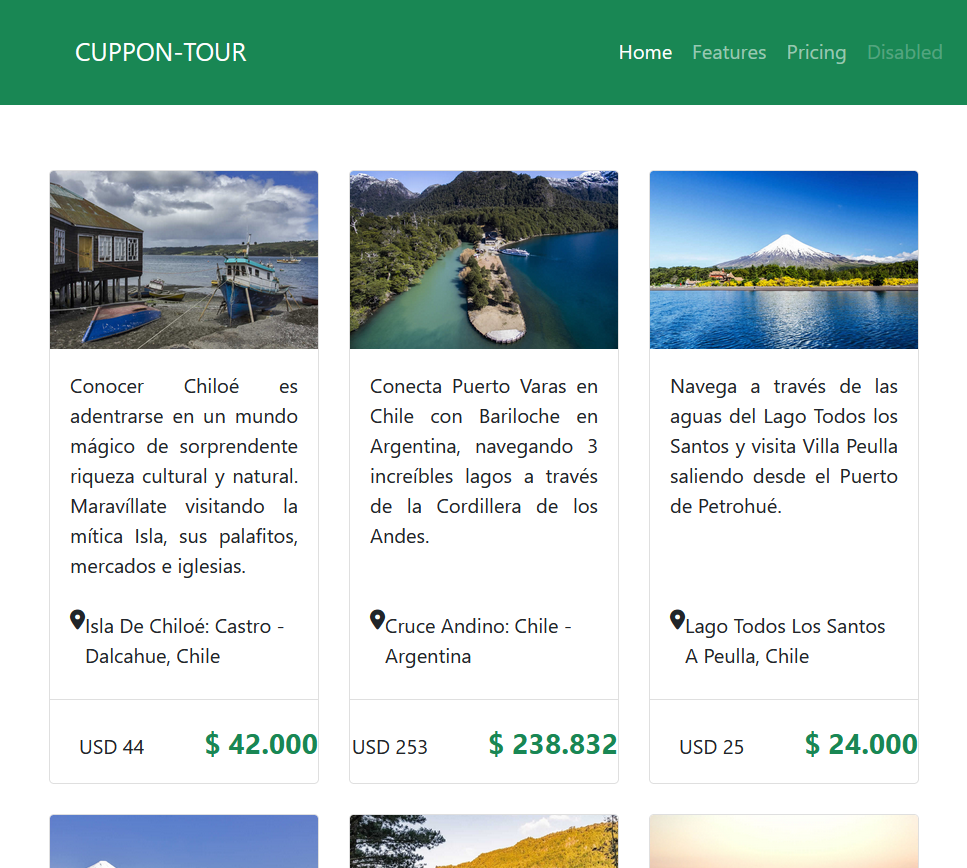 CUPPON-TOUR
Home Features Pricing Disabled
Conocer Chiloé es
adentrarse en un mundo
mágico de sorprendente
riqueza cultural y natural.
Maravíllate visitando la
mítica Isla, sus palafitos,
mercados e iglesias.
Isla De Chiloé: Castro -
Dalcahue, Chile
USD 44 $ 42.000
Conecta Puerto Varas en
Chile con Bariloche en
Argentina, navegando 3
increíbles lagos a través
de la Cordillera de los
Andes.
Cruce Andino: Chile -
Argentina
USD 253 $ 238.832
Navega a través de las
aguas del Lago Todos los
Santos y visita Villa Peulla
saliendo desde el Puerto
de Petrohué.
Lago Todos Los Santos
A Peulla, Chile
USD 25 $ 24.000